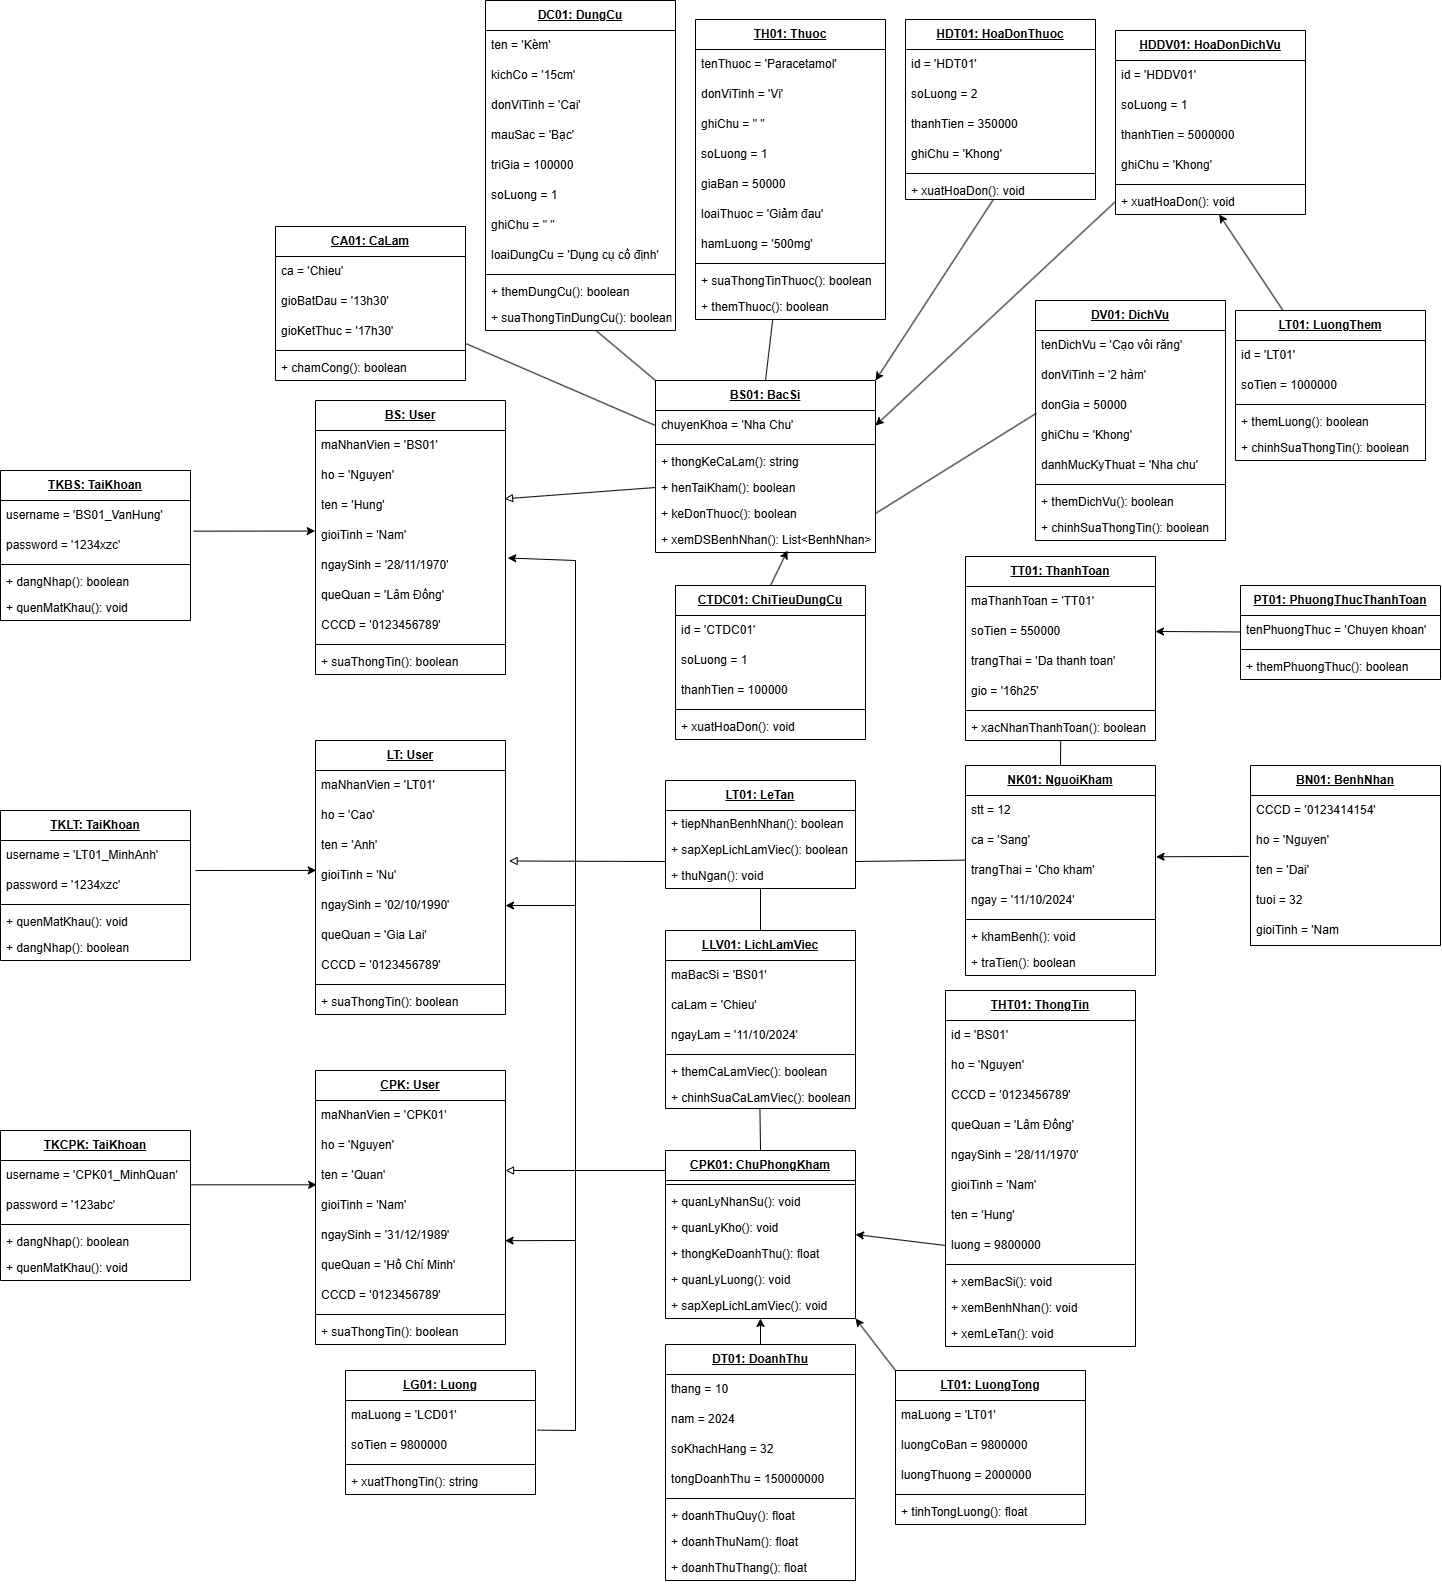 DC01: DungCu
ten = 'Kèm'
kichCo = '15cm'
donViTinh = 'Cai'
mauSac = 'Bạc'
triGia = 100000
soLuong = 1
ghiChu = " "
loaiDungCu = 'Dụng cụ cố định'
+ themDungCu(): boolean
+ suaThongTinDungCu(): boolean
TH01: Thuoc
tenThuoc = 'Paracetamol'
donViTinh = 'Vi'
ghiChu = " "
soLuong = 1
giaBan = 50000
loaiThuoc = 'Giảm đau'
hamLuong = '500mg'
+ suaThongTinThuoc(): boolean
+ themThuoc(): boolean
HDT01: HoaDonThuoc
id = 'HDT01'
soLuong = 2
thanhTien = 350000
ghiChu = 'Khong'
+ xuatHoaDon(): void
HDDV01: HoaDonDichVu
id = 'HDDV01'
soLuong = 1
thanhTien = 5000000
ghiChu = 'Khong'
+ xuatHoaDon(): void
CA01: CaLam
ca = 'Chieu'
gioBatDau = '13h30'
gioKetThuc = '17h30'
+ chamCong(): boolean
DV01: DichVu
tenDichVu = 'Cạo vôi răng'
donViTinh = '2 hàm'
donGia = 50000
ghiChu = 'Khong'
danhMucKyThuat = 'Nha chu'
+ themDichVu(): boolean
+ chinhSuaThongTin(): boolean
LT01: LuongThem
id = 'LT01'
soTien = 1000000
+ themLuong(): boolean
+ chinhSuaThongTin(): boolean
BS01: BacSi
chuyenKhoa = 'Nha Chu'
+ thongKeCaLam(): string
+ henTaiKham(): boolean
+ keDonThuoc(): boolean
+ xemDSBenhNhan(): List<BenhNhan>
BS: User
maNhanVien = 'BS01'
ho = 'Nguyen'
ten = 'Hung'
gioiTinh = 'Nam'
ngaySinh = '28/11/1970'
queQuan = 'Lâm Đồng'
CCCD = '0123456789'
+ suaThongTin(): boolean
TKBS: TaiKhoan
username = 'BS01_VanHung'
password = '1234xzc'
+ dangNhap(): boolean
+ quenMatKhau(): void
CTDC01: ChiTieuDungCu
id = 'CTDC01'
soLuong = 1
thanhTien = 100000
+ xuatHoaDon(): void
TT01: ThanhToan
maThanhToan = 'TT01'
soTien = 550000
trangThai = 'Da thanh toan'
gio = '16h25'
+ xacNhanThanhToan(): boolean
PT01: PhuongThucThanhToan
tenPhuongThuc = 'Chuyen khoan'
+ themPhuongThuc(): boolean
LT: User
maNhanVien = 'LT01'
ho = 'Cao'
ten = 'Anh'
gioiTinh = 'Nu'
ngaySinh = '02/10/1990'
queQuan = 'Gia Lai'
CCCD = '0123456789'
+ suaThongTin(): boolean
TKLT: TaiKhoan
username = 'LT01_MinhAnh'
password = '1234xzc'
+ quenMatKhau(): void
+ dangNhap(): boolean
LT01: LeTan
+ tiepNhanBenhNhan(): boolean
+ sapXepLichLamViec(): boolean
+ thuNgan(): void
NK01: NguoiKham
stt = 12
ca = 'Sang'
trangThai = 'Cho kham'
ngay = '11/10/2024'
+ khamBenh(): void
+ traTien(): boolean
BN01: BenhNhan
CCCD = '0123414154'
ho = 'Nguyen'
ten = 'Dai'
tuoi = 32
gioiTinh = 'Nam
LLV01: LichLamViec
maBacSi = 'BS01'
caLam = 'Chieu'
ngayLam = '11/10/2024'
+ themCaLamViec(): boolean
+ chinhSuaCaLamViec(): boolean
THT01: ThongTin
id = 'BS01'
ho = 'Nguyen'
CCCD = '0123456789'
queQuan = 'Lâm Đồng'
ngaySinh = '28/11/1970'
gioiTinh = 'Nam'
ten = 'Hung'
luong = 9800000
+ xemBacSi(): void
+ xemBenhNhan(): void
+ xemLeTan(): void
CPK: User
maNhanVien = 'CPK01'
ho = 'Nguyen'
ten = 'Quan'
gioiTinh = 'Nam'
ngaySinh = '31/12/1989'
queQuan = 'Hồ Chí Minh'
CCCD = '0123456789'
+ suaThongTin(): boolean
TKCPK: TaiKhoan
username = 'CPK01_MinhQuan'
password = '123abc'
+ dangNhap(): boolean
+ quenMatKhau(): void
CPK01: ChuPhongKham
+ quanLyNhanSu(): void
+ quanLyKho(): void
+ thongKeDoanhThu(): float
+ quanLyLuong(): void
+ sapXepLichLamViec(): void
LG01: Luong
maLuong = 'LCD01'
soTien = 9800000
+ xuatThongTin(): string
DT01: DoanhThu
thang = 10
nam = 2024
soKhachHang = 32
tongDoanhThu = 150000000
+ doanhThuQuy(): float
+ doanhThuNam(): float
+ doanhThuThang(): float
LT01: LuongTong
maLuong = 'LT01'
luongCoBan = 9800000
luongThuong = 2000000
+ tinhTongLuong(): float